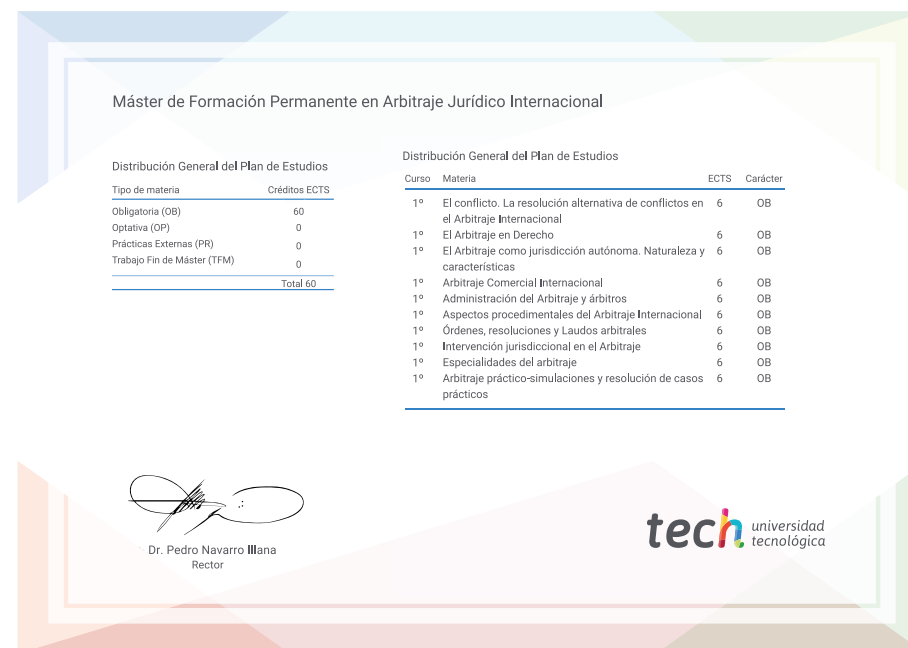 Máster de Formación Permanente en Arbitraje Jurídico Internacional
Distribución General del Plan de Estudios
Tipo de materia Créditos ECTS
Obligatoria (OB) 60
Optativa (OP) 0
Prácticas Externas (PR) 0
Trabajo Fin de Máster (TFM) 0
Total 60
Distribución General del Plan de Estudios
Curso Materia ECTS Carácter
1º El conflicto. La resolución alternativa de conflictos en 6 OB
el Arbitraje Internacional
1º El Arbitraje en Derecho 6 OB
1º El Arbitraje como jurisdicción autónoma. Naturaleza y 6 OB
características
1º Arbitraje Comercial Internacional 6 OB
1º Administración del Arbitraje y árbitros 6 OB
1º Aspectos procedimentales del Arbitraje Internacional 6 OB
1º Órdenes, resoluciones y Laudos arbitrales 6 OB
1º Intervención jurisdiccional en el Arbitraje 6 OB
1º Especialidades del arbitraje 6 OB
1º Arbitraje práctico-simulaciones y resolución de casos 6 OB
prácticos
Dr. Pedro Navarro Illana
Rector
tech universidad
tecnológica